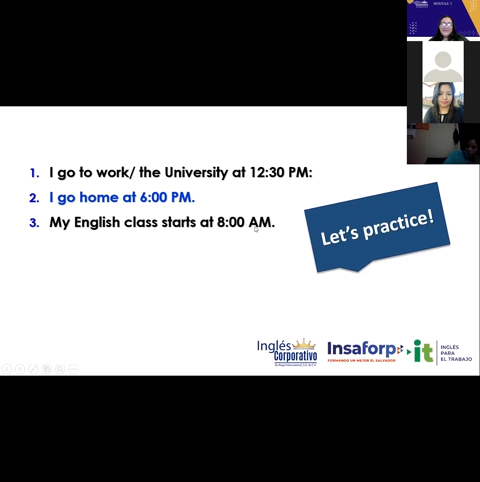 MODULE 1
1. I go to work/ the University at 12:30 PM:
2. I go home at 6:00 PM.
3. My English class starts at 8:00 AM.
Let's practice!
Inglés
Corporativo
Insaforp
FORMANDO UN MEJOR EL SALVADOR
it
INGLÉS
PARA
EL TRABAJO